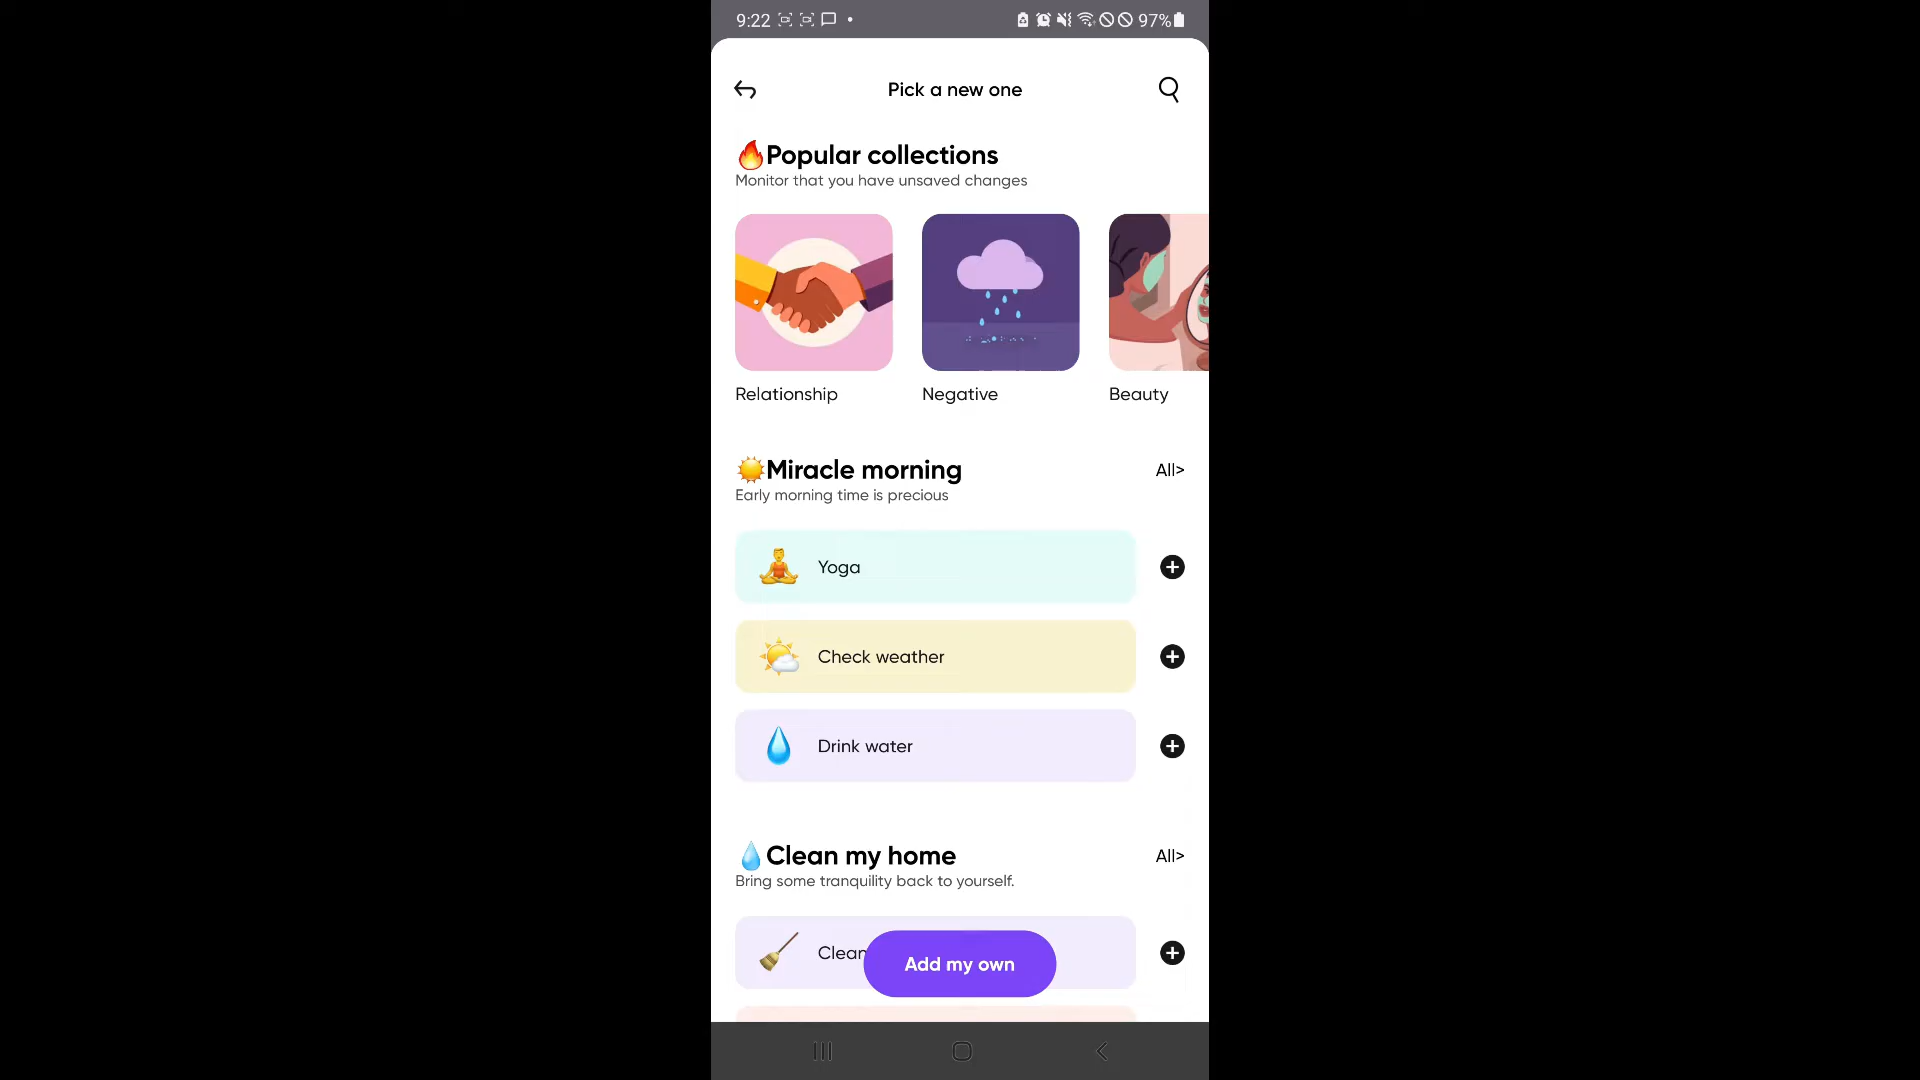 9:22 97%
Pick a new one
Popular collections
Monitor that you have unsaved changes
Relationship Negative Beauty
Miracle morning All>
Early morning time is precious
Yoga
Check weather
Drink water
Clean my home All>
Bring some tranquility back to yourself.
Clean
Add my own